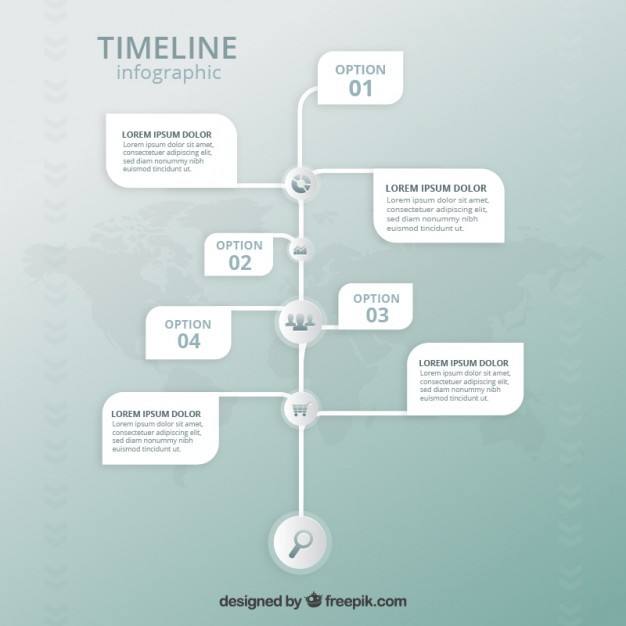 TIMELINE
infographic
OPTION
01
LOREM IPSUM DOLOR
Lorem ipsum dolor sit amet,
consectetuer adipiscing elit,
sed diam nonummy nibh
euismod tincidunt ut
LOREM IPSUM DOLOR
Lorem ipsum dolor sit amet,
consectetuer adipiscing elit,
sed diam nonummy nibh
euismod tincidunt ut
OPTION
02
OPTION
03
OPTION
04
LOREM IPSUM DOLOR
Lorem ipsum dolor sit amet,
consectetuer adipiscing elit,
sed diam nonummy nibh
euismod tincidunt ut
LOREM IPSUM DOLOR
Lorem ipsum dolor
sit amet, consectetuer
adipiscing elit, sed diam
nonummy nibh euismod
tincidunt ut
designed by freepik.com